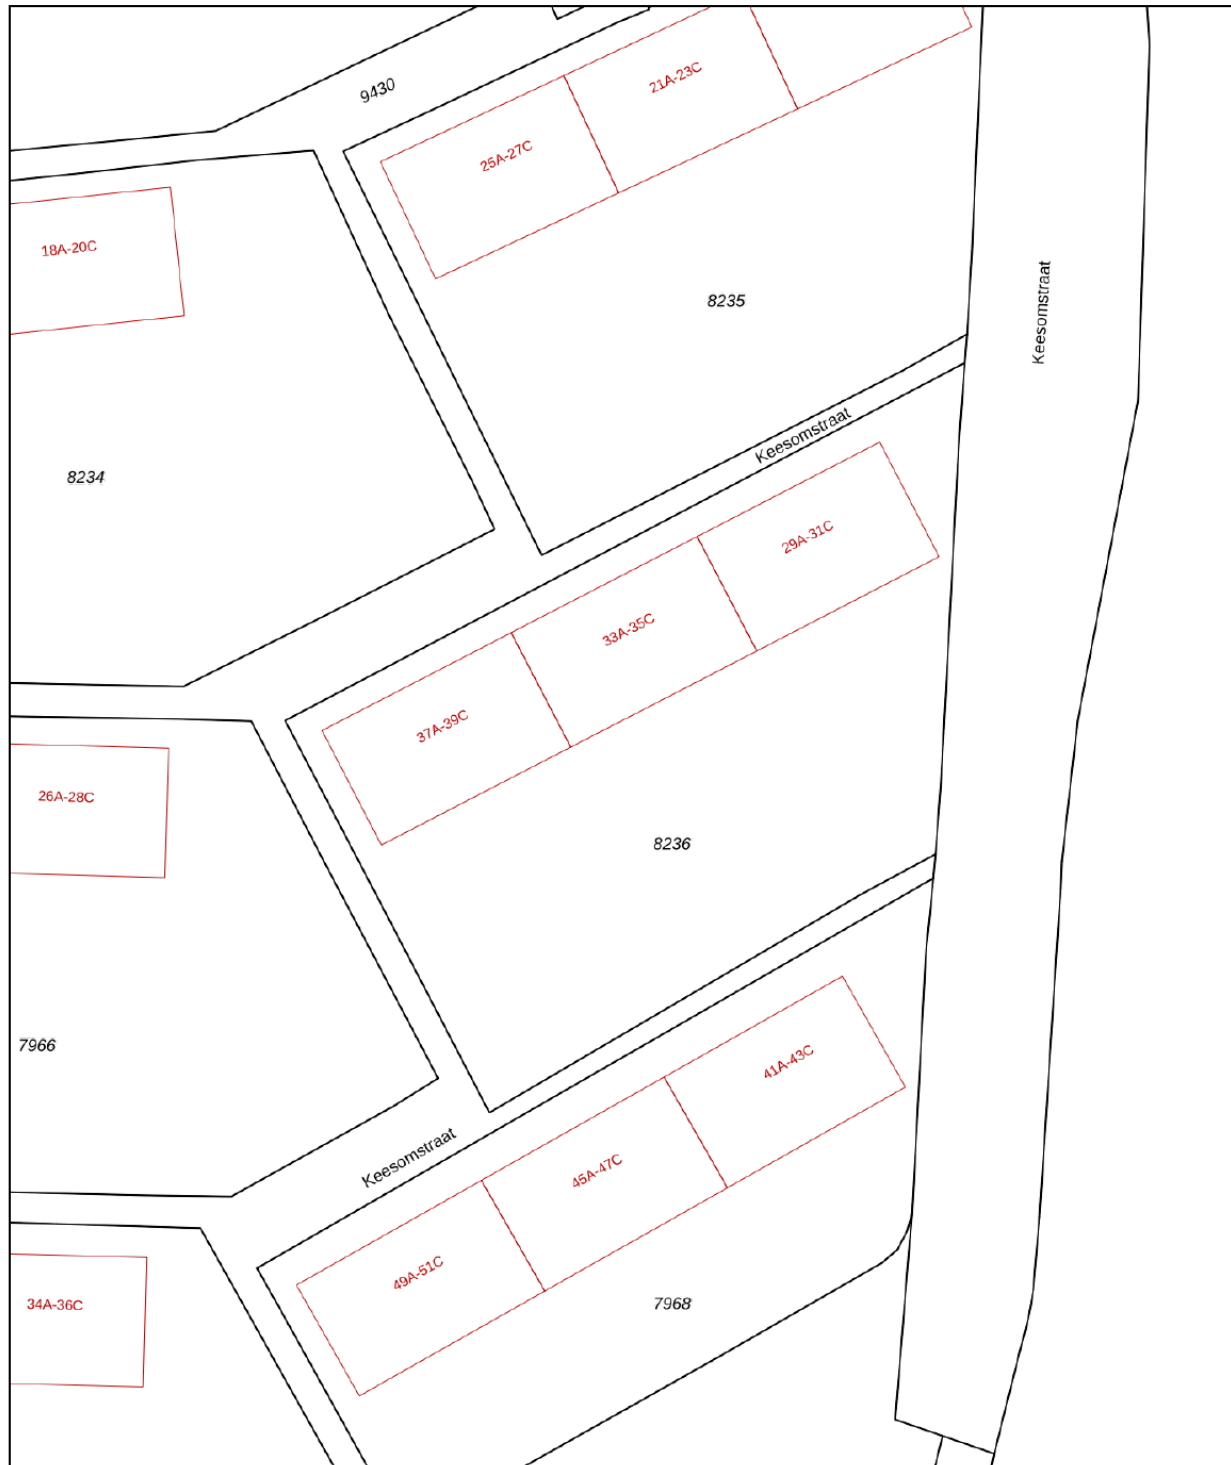 9430
21A-23C
25A-27C
18A-20C
8235
Keesomstraat
Keesomstraat
8234
29A-31C
33A-35C
37A-39C
26A-28C
8236
7966
41A-43C
Keesomstraat
45A-47C
49A-51C
34A-36C
7968